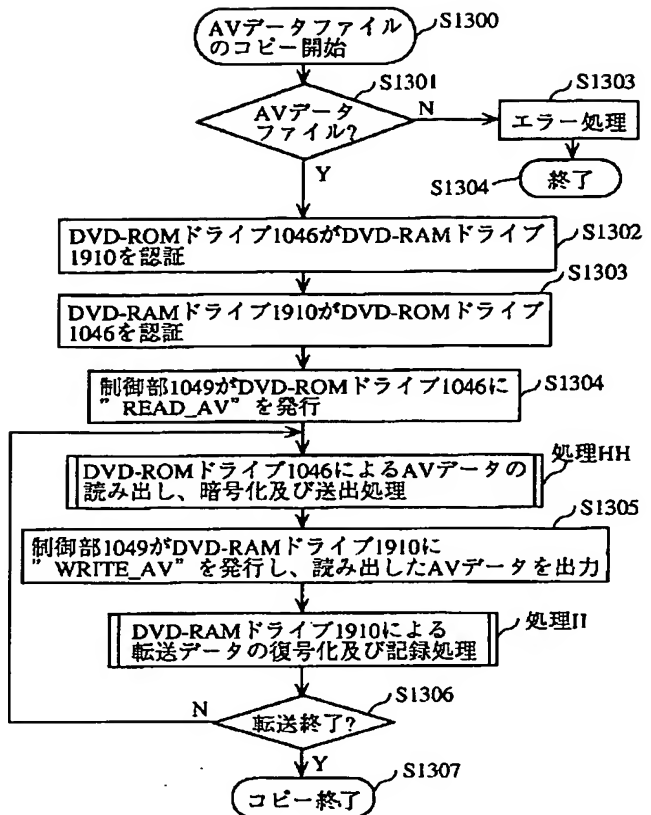 AVデータファイル
のコピー開始
S1300
S1301
AVデータ
ファイル?
N
S1303
エラー処理
Y
S1304
終了
DVD-ROMドライブ1046がDVD-RAMドライブ
1910を認証
S1302
S1303
DVD-RAMドライブ1910がDVD-ROMドライブ
1046を認証
制御部1049がDVD-ROMドライブ1046に
"READ_AV"を発行
S1304
DVD-ROMドライブ1046によるAVデータの
読み出し、暗号化及び送出処理
処理HH
S1305
制御部1049がDVD-RAMドライブ1910に
"WRITE_AV"を発行し、読み出したAVデータを出力
DVD-RAMドライブ1910による
転送データの復号化及び記録処理
処理II
S1306
N
転送終了?
Y
S1307
コピー終了